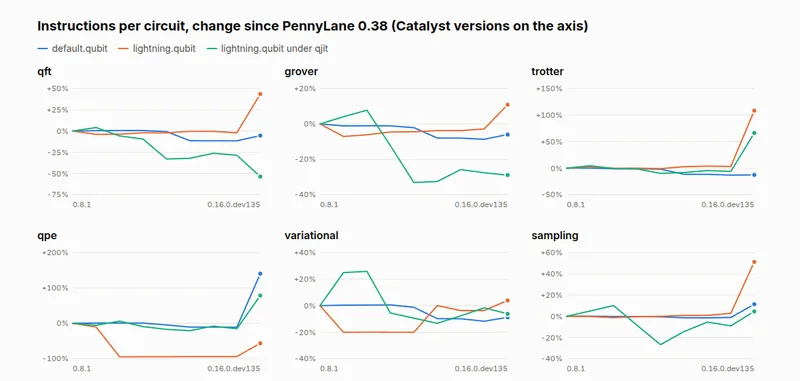 Instructions per circuit, change since PennyLane 0.38 (Catalyst versions on the axis)
default.qubit lightning.qubit lightning.qubit under qjit
qft
+50%
+25%
0%
-25%
-50%
-75%
0.8.1 0.16.0.dev135
grover
+20%
0%
-20%
-40%
0.8.1 0.16.0.dev135
trotter
+150%
+100%
+50%
0%
-50%
0.8.1 0.16.0.dev135
qpe
+200%
+100%
0%
-100%
0.8.1 0.16.0.dev135
variational
+40%
+20%
0%
-20%
-40%
0.8.1 0.16.0.dev135
sampling
+60%
+40%
+20%
0%
-20%
-40%
0.8.1 0.16.0.dev135